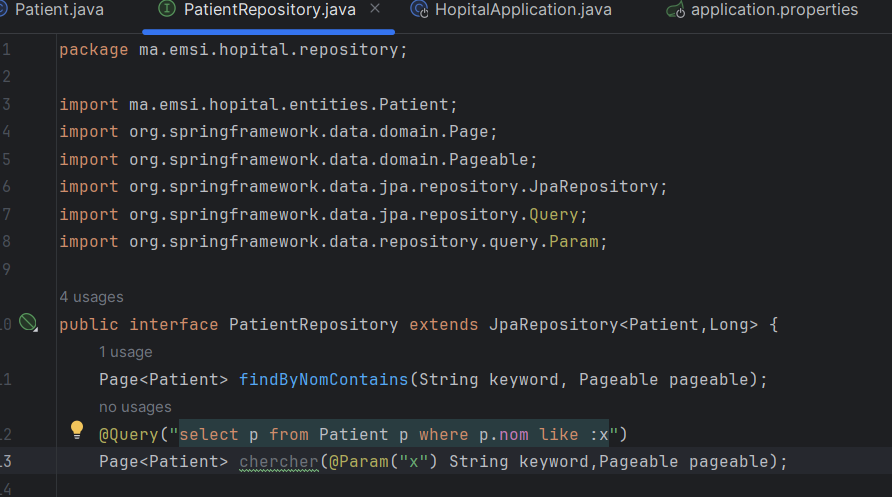 Patient.java PatientRepository.java HopitalApplication.java application.properties
1 package ma.emsi.hopital.repository;
2
3 import ma.emsi.hopital.entities.Patient;
4 import org.springframework.data.domain.Page;
5 import org.springframework.data.domain.Pageable;
6 import org.springframework.data.jpa.repository.JpaRepository;
7 import org.springframework.data.jpa.repository.Query;
8 import org.springframework.data.repository.query.Param;
9
4 usages
10 public interface PatientRepository extends JpaRepository<Patient,Long> {
1 usage
11 Page<Patient> findByNomContains(String keyword, Pageable pageable);
no usages
12 @Query("select p from Patient p where p.nom like :x")
13 Page<Patient> chercher(@Param("x") String keyword,Pageable pageable);
14